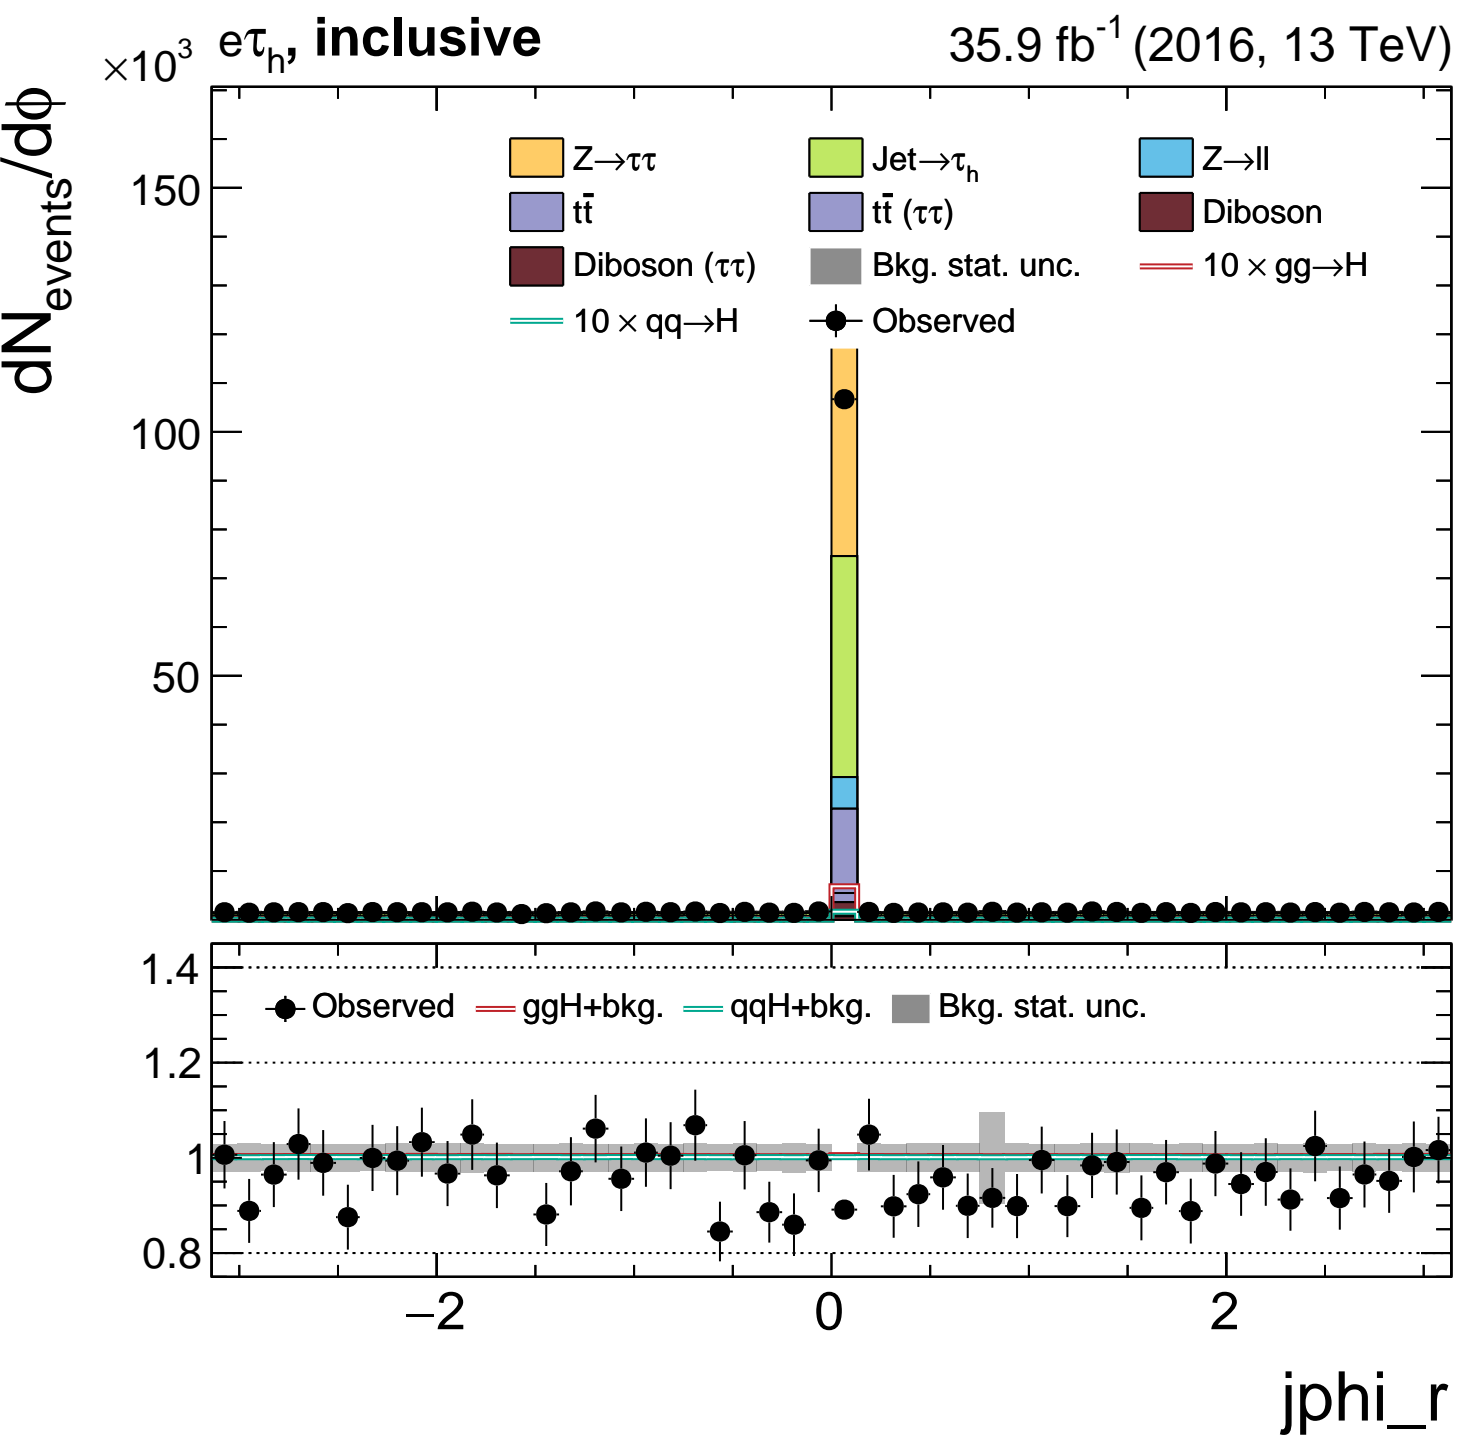 ×10³ eτₕ, inclusive 35.9 fb⁻¹ (2016, 13 TeV)
dN_events/dϕ
Z→ττ Jet→τₕ Z→ll
tt̄ tt̄ (ττ) Diboson
Diboson (ττ) Bkg. stat. unc. 10 × gg→H
10 × qq→H Observed
150
100
50
1.4
Observed ggH+bkg. qqH+bkg. Bkg. stat. unc.
1.2
1
0.8
−2 0 2
jphi_r